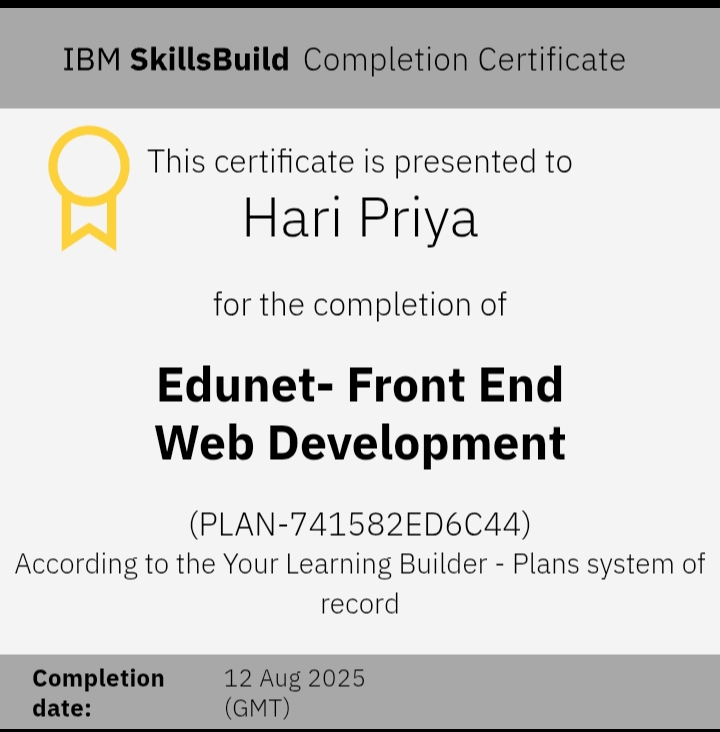 IBM SkillsBuild Completion Certificate
This certificate is presented to
Hari Priya
for the completion of
Edunet- Front End
Web Development
(PLAN-741582ED6C44)
According to the Your Learning Builder - Plans system of
record
Completion date:
12 Aug 2025 (GMT)